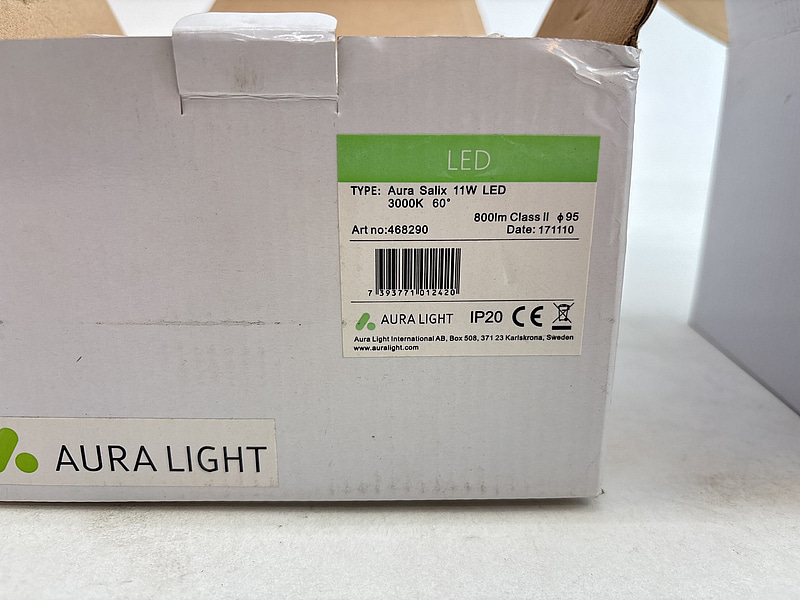 LED
TYPE: Aura Salix 11W LED
3000K 60°
800lm Class II ϕ95
Art no:468290 Date: 171110
7 393771 012420
AURA LIGHT IP20 CE
Aura Light International AB, Box 508, 371 23 Karlskrona, Sweden
www.auralight.com
AURA LIGHT